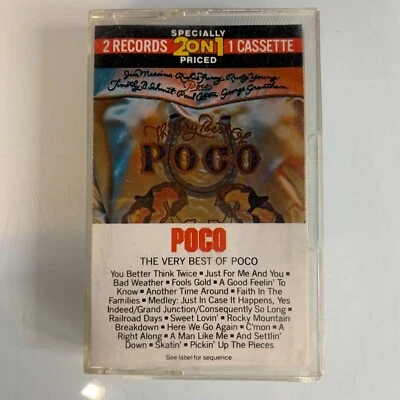 SPECIALLY
2 RECORDS 2ON1 1 CASSETTE
PRICED
Jim Messina Richie Furay Rusty Young
Poco
Timothy B. Schmit Paul Cotton George Grantham
The Very Best Of
POCO
POCO
THE VERY BEST OF POCO
You Better Think Twice ▪ Just For Me And You ▪
Bad Weather ▪ Fools Gold ▪ A Good Feelin' To
Know ▪ Another Time Around ▪ Faith In The
Families ▪ Medley: Just In Case It Happens, Yes
Indeed/Grand Junction/Consequently So Long ▪
Railroad Days ▪ Sweet Lovin' ▪ Rocky Mountain
Breakdown ▪ Here We Go Again ▪ C'mon ▪ A
Right Along ▪ A Man Like Me ▪ And Settlin'
Down ▪ Skatin' ▪ Pickin' Up The Pieces
See label for sequence.